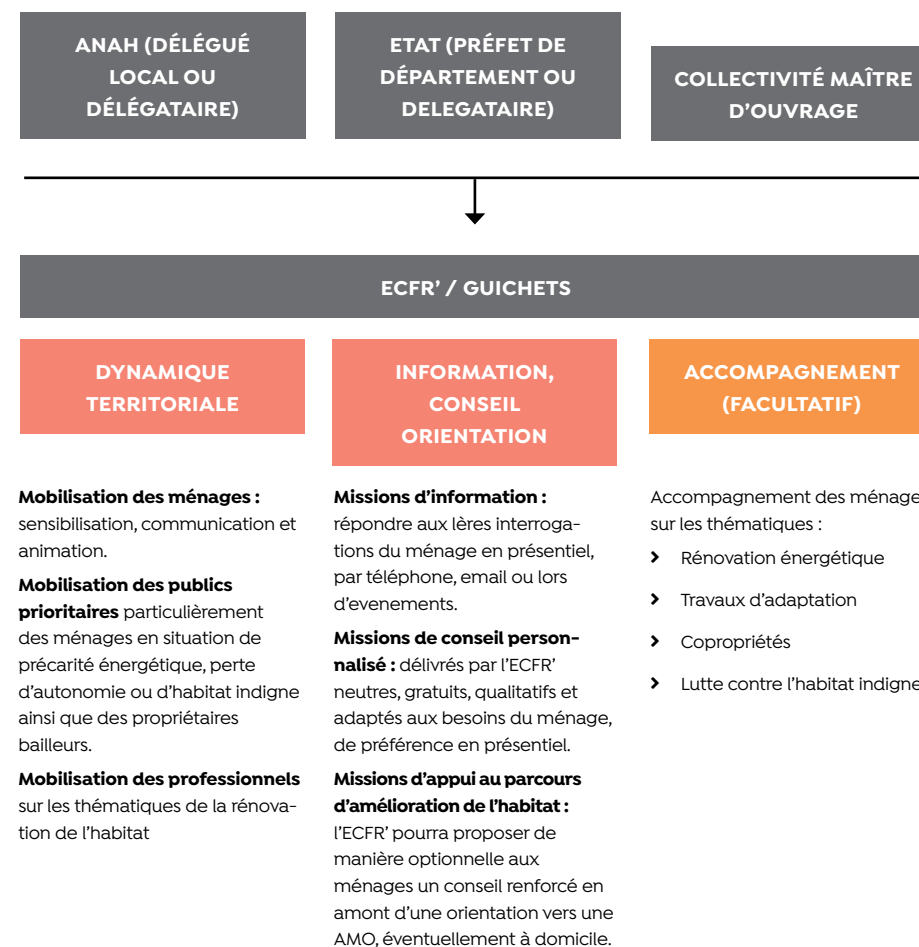 ANAH (DÉLÉGUÉ
LOCAL OU
DÉLÉGATAIRE)
ETAT (PRÉFET DE
DÉPARTEMENT OU
DELEGATAIRE)
COLLECTIVITÉ MAÎTRE
D'OUVRAGE
ECFR' / GUICHETS
DYNAMIQUE
TERRITORIALE
INFORMATION,
CONSEIL
ORIENTATION
ACCOMPAGNEMENT
(FACULTATIF)
Mobilisation des ménages :
sensibilisation, communication et
animation.
Mobilisation des publics
prioritaires particulièrement
des ménages en situation de
précarité énergétique, perte
d'autonomie ou d'habitat indigne
ainsi que des propriétaires
bailleurs.
Mobilisation des professionnels
sur les thématiques de la rénova-
tion de l'habitat
Missions d'information :
répondre aux lères interroga-
tions du ménage en présentiel,
par téléphone, email ou lors
d'evenements.
Missions de conseil person-
nalisé : délivrés par l'ECFR'
neutres, gratuits, qualitatifs et
adaptés aux besoins du ménage,
de préférence en présentiel.
Missions d'appui au parcours
d'amélioration de l'habitat :
l'ECFR' pourra proposer de
manière optionnelle aux
ménages un conseil renforcé en
amont d'une orientation vers une
AMO, éventuellement à domicile.
Accompagnement des ménage
sur les thématiques :
Rénovation énergétique
Travaux d'adaptation
Copropriétés
Lutte contre l'habitat indigne